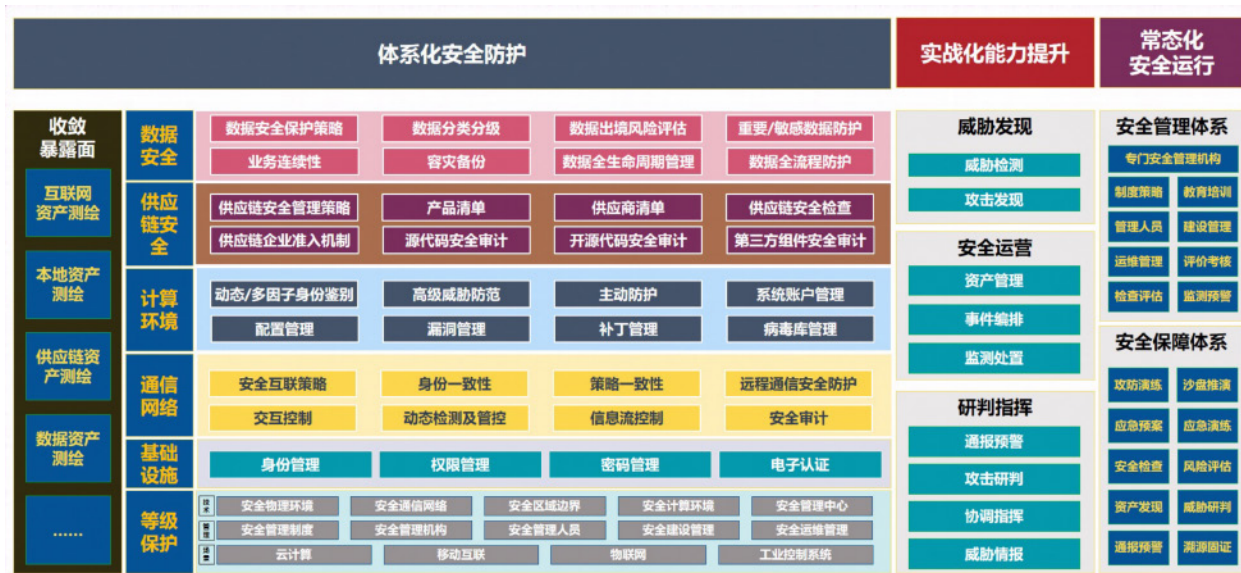 体系化安全防护
实战化能力提升
常态化
安全运行
收敛
暴露面
互联网
资产测绘
本地资产
测绘
供应链资
产测绘
数据资产
测绘
......
数据
安全
数据安全保护策略
数据分类分级
数据出境风险评估
重要/敏感数据防护
业务连续性
容灾备份
数据全生命周期管理
数据全流程防护
供应
链安
全
供应链安全管理策略
产品清单
供应商清单
供应链安全检查
供应链企业准入机制
源代码安全审计
开源代码安全审计
第三方组件安全审计
计算
环境
动态/多因子身份鉴别
高级威胁防范
主动防护
系统账户管理
配置管理
漏洞管理
补丁管理
病毒库管理
通信
网络
安全互联策略
身份一致性
策略一致性
远程通信安全防护
交互控制
动态检测及管控
信息流控制
安全审计
基础
设施
身份管理
权限管理
密码管理
电子认证
等级
保护
技术
安全物理环境
安全通信网络
安全区域边界
安全计算环境
安全管理中心
管理
安全管理制度
安全管理机构
安全管理人员
安全建设管理
安全运维管理
云计算
移动互联
物联网
工业控制系统
威胁发现
威胁检测
攻击发现
安全运营
资产管理
事件编排
监测处置
研判指挥
通报预警
攻击研判
协调指挥
威胁情报
安全管理体系
专门安全管理机构
制度策略
教育培训
管理人员
建设管理
运维管理
评价考核
检查评估
监测预警
安全保障体系
攻防演练
沙盘推演
应急预案
应急演练
安全检查
风险评估
资产发现
威胁研判
通报预警
溯源固证